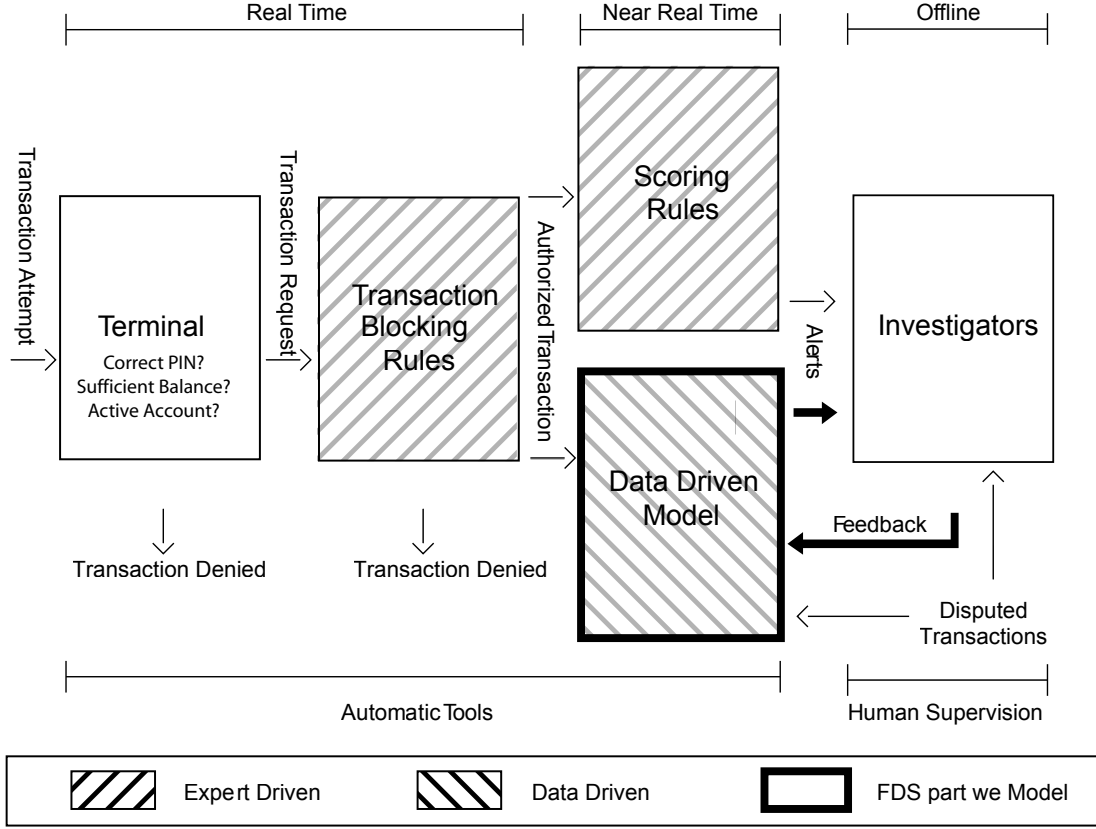 Real Time
Near Real Time
Offline
Transaction Attempt
Terminal
Correct PIN?
Sufficient Balance?
Active Account?
Transaction Denied
Transaction Request
Transaction
Blocking
Rules
Transaction Denied
Authorized Transaction
Scoring
Rules
Data Driven
Model
Alerts
Investigators
Feedback
Disputed
Transactions
Automatic Tools
Human Supervision
Expert Driven
Data Driven
FDS part we Model